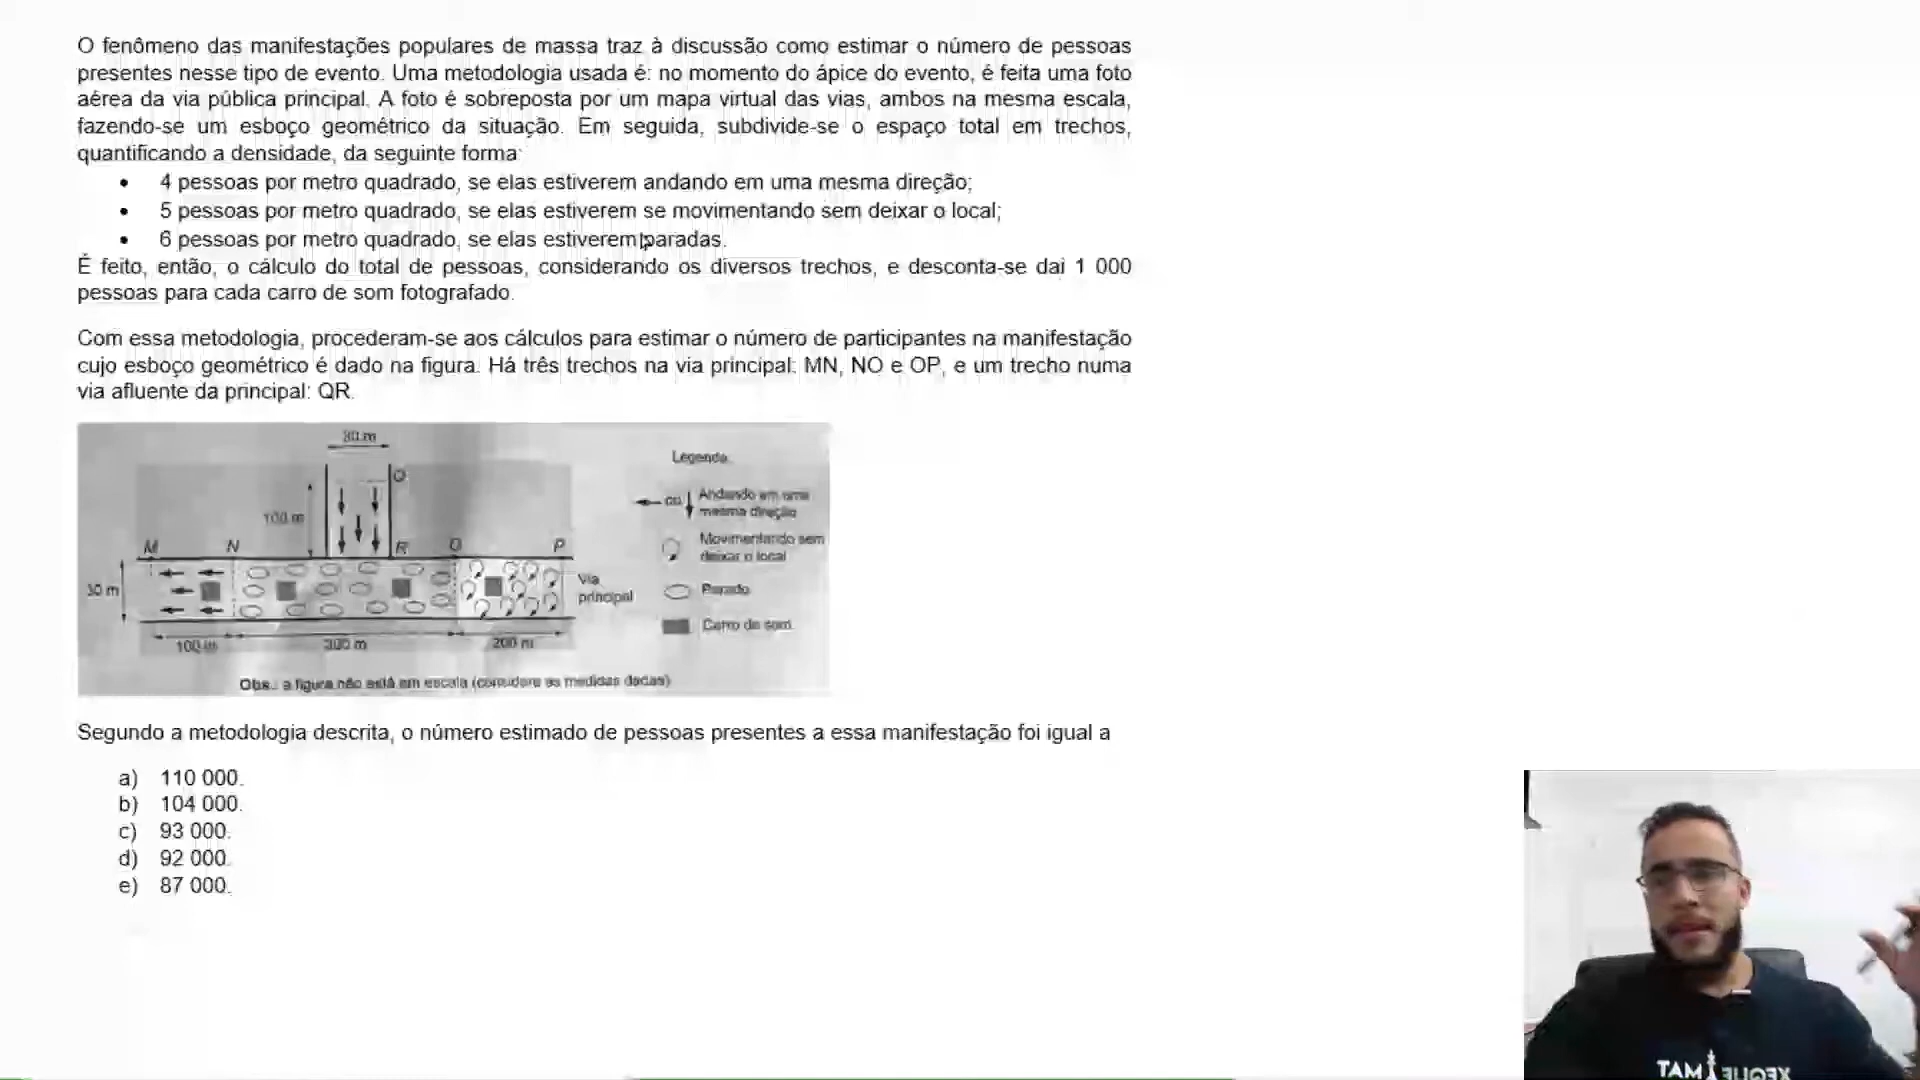 O fenômeno das manifestações populares de massa traz à discussão como estimar o número de pessoas
presentes nesse tipo de evento. Uma metodologia usada é: no momento do ápice do evento, é feita uma foto
aérea da via pública principal. A foto é sobreposta por um mapa virtual das vias, ambos na mesma escala,
fazendo-se um esboço geométrico da situação. Em seguida, subdivide-se o espaço total em trechos,
quantificando a densidade, da seguinte forma:
• 4 pessoas por metro quadrado, se elas estiverem andando em uma mesma direção;
• 5 pessoas por metro quadrado, se elas estiverem se movimentando sem deixar o local;
• 6 pessoas por metro quadrado, se elas estiverem paradas.
É feito, então, o cálculo do total de pessoas, considerando os diversos trechos, e desconta-se daí 1 000
pessoas para cada carro de som fotografado.
Com essa metodologia, procederam-se aos cálculos para estimar o número de participantes na manifestação
cujo esboço geométrico é dado na figura. Há três trechos na via principal: MN, NO e OP, e um trecho numa
via afluente da principal: QR.
30 m
Legenda
Q
ou
Andando em uma
mesma direção
100 m
M N R O P
Movimentando sem
deixar o local
30 m
Via
principal
Parado
Carro de som
100 m 300 m 200 m
Obs.: a figura não está em escala (considere as medidas dadas)
Segundo a metodologia descrita, o número estimado de pessoas presentes a essa manifestação foi igual a
a) 110 000.
b) 104 000.
c) 93 000.
d) 92 000.
e) 87 000.
TAM
XEQUE